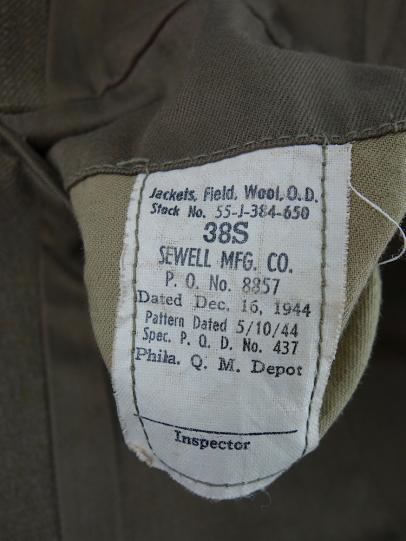 Jackets, Field, Wool, O.D.
Stock No. 55-J-384-650
38S
SEWELL MFG. CO.
P. O. No. 8857
Dated Dec. 16, 1944
Pattern Dated 5/10/44
Spec. P. Q. D. No. 437
Phila. Q. M. Depot
Inspector